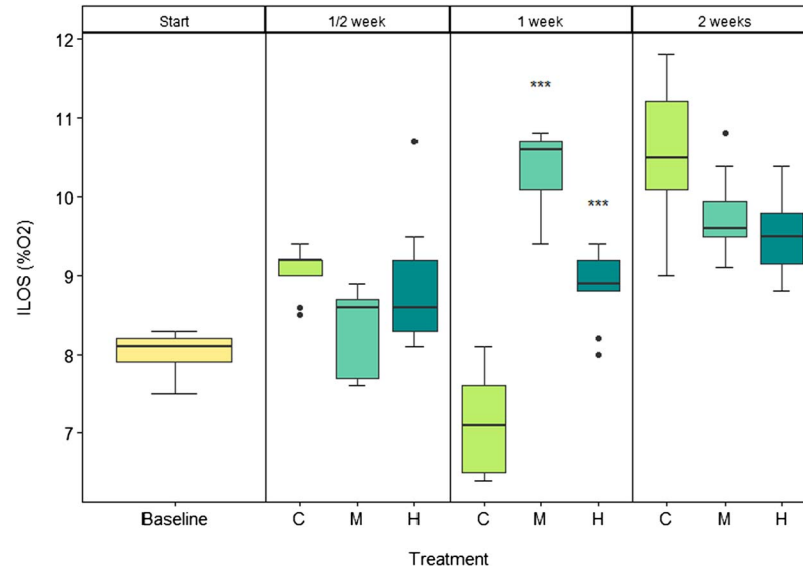 Start 1/2 week 1 week 2 weeks
12
11
10
9
8
7
ILOS (%O2)
***
***
Baseline C M H C M H C M H
Treatment